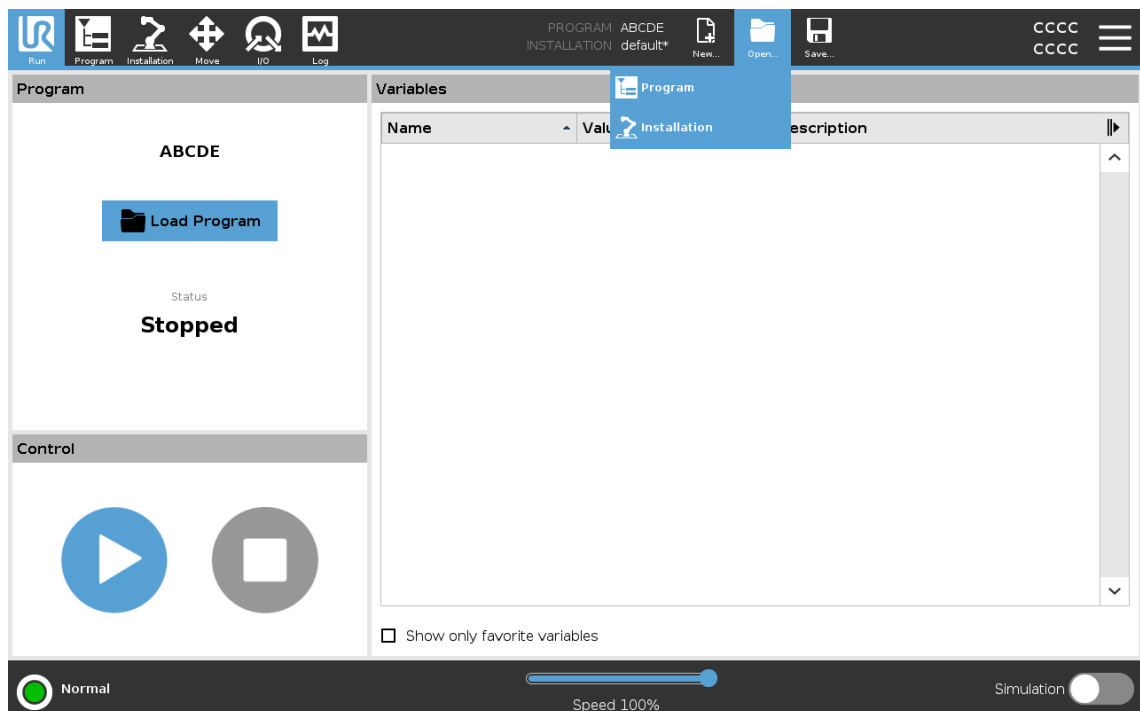 PROGRAM ABCDE
INSTALLATION default*
CCCC
CCCC
Run Program Installation Move I/O Log New... Open... Save...
Program
Installation
Program
ABCDE
Load Program
Status
Stopped
Control
Variables
Name Valu escription
Show only favorite variables
Normal
Speed 100%
Simulation